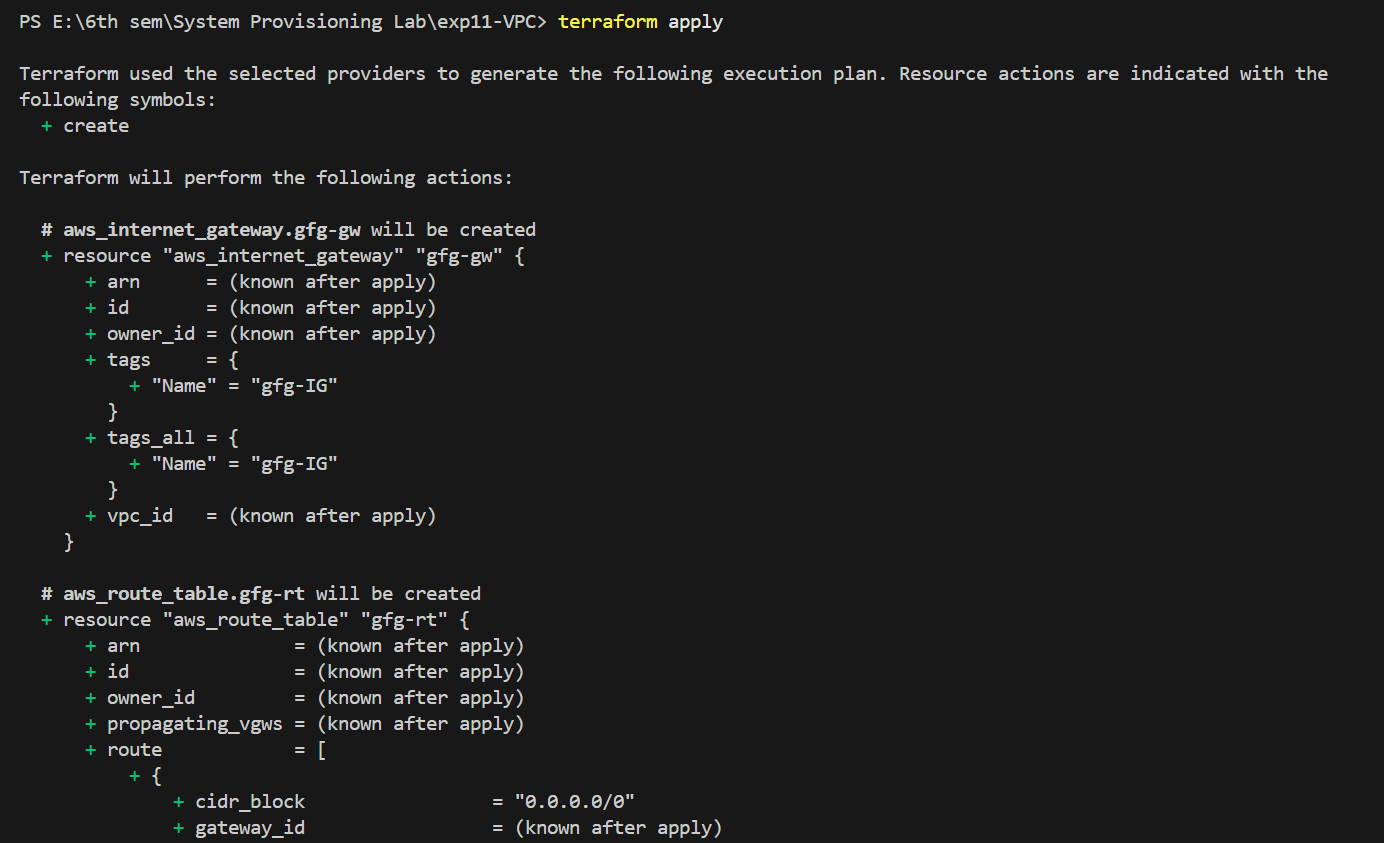 PS E:\6th sem\System Provisioning Lab\exp11-VPC> terraform apply

Terraform used the selected providers to generate the following execution plan. Resource actions are indicated with the
following symbols:
  + create

Terraform will perform the following actions:

  # aws_internet_gateway.gfg-gw will be created
  + resource "aws_internet_gateway" "gfg-gw" {
      + arn      = (known after apply)
      + id       = (known after apply)
      + owner_id = (known after apply)
      + tags     = {
          + "Name" = "gfg-IG"
        }
      + tags_all = {
          + "Name" = "gfg-IG"
        }
      + vpc_id   = (known after apply)
    }

  # aws_route_table.gfg-rt will be created
  + resource "aws_route_table" "gfg-rt" {
      + arn              = (known after apply)
      + id               = (known after apply)
      + owner_id         = (known after apply)
      + propagating_vgws = (known after apply)
      + route            = [
          + {
              + cidr_block                 = "0.0.0.0/0"
              + gateway_id                 = (known after apply)